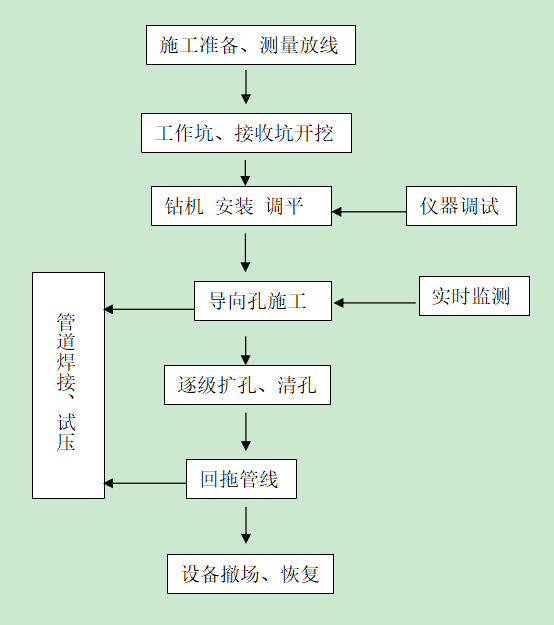 施工准备、测量放线
工作坑、接收坑开挖
钻机 安装 调平
仪器调试
导向孔施工
实时监测
管道焊接、试压
逐级扩孔、清孔
回拖管线
设备撤场、恢复